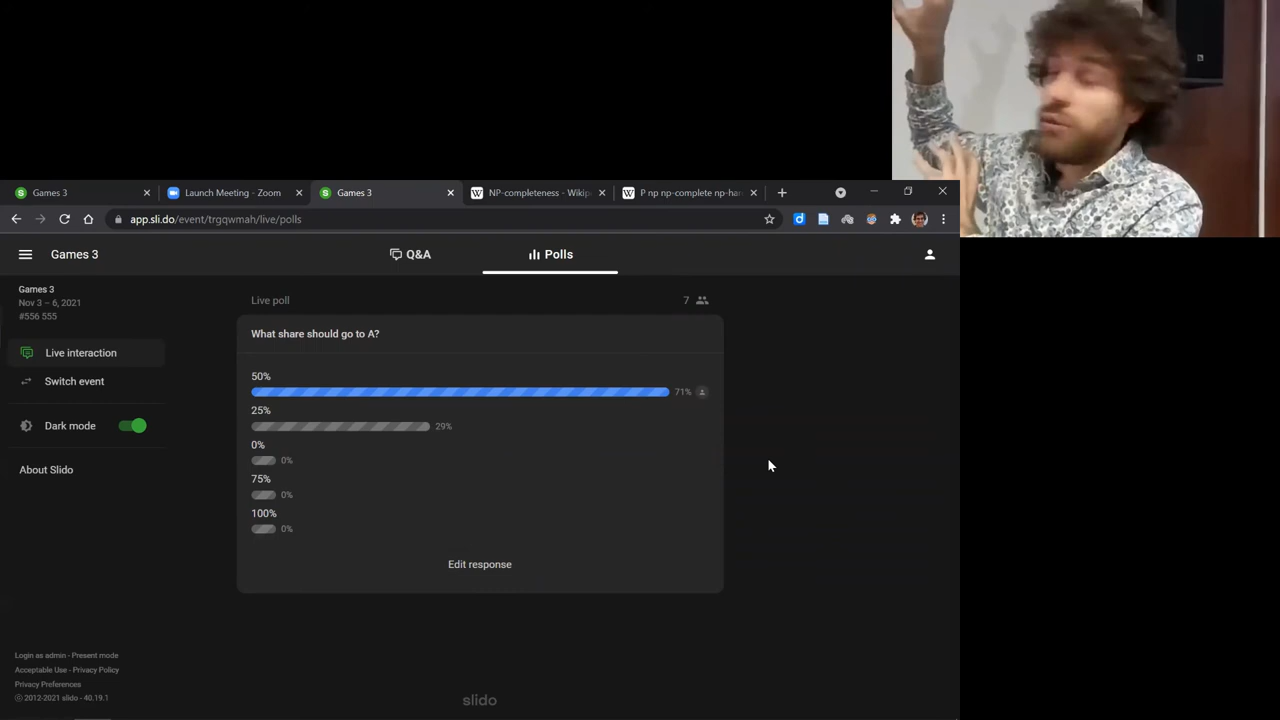 Games 3
Launch Meeting - Zoom
Games 3
NP-completeness - Wikip
P np np-complete np-har
app.sli.do/event/trgqwmah/live/polls
Games 3
Q&A
Polls
Games 3
Nov 3 – 6, 2021
#556 555
Live interaction
Switch event
Dark mode
About Slido
Live poll
7
What share should go to A?
50%
71%
25%
29%
0%
0%
75%
0%
100%
0%
Edit response
Login as admin - Present mode
Acceptable Use - Privacy Policy
Privacy Preferences
© 2012-2021 slido - 40.19.1
slido